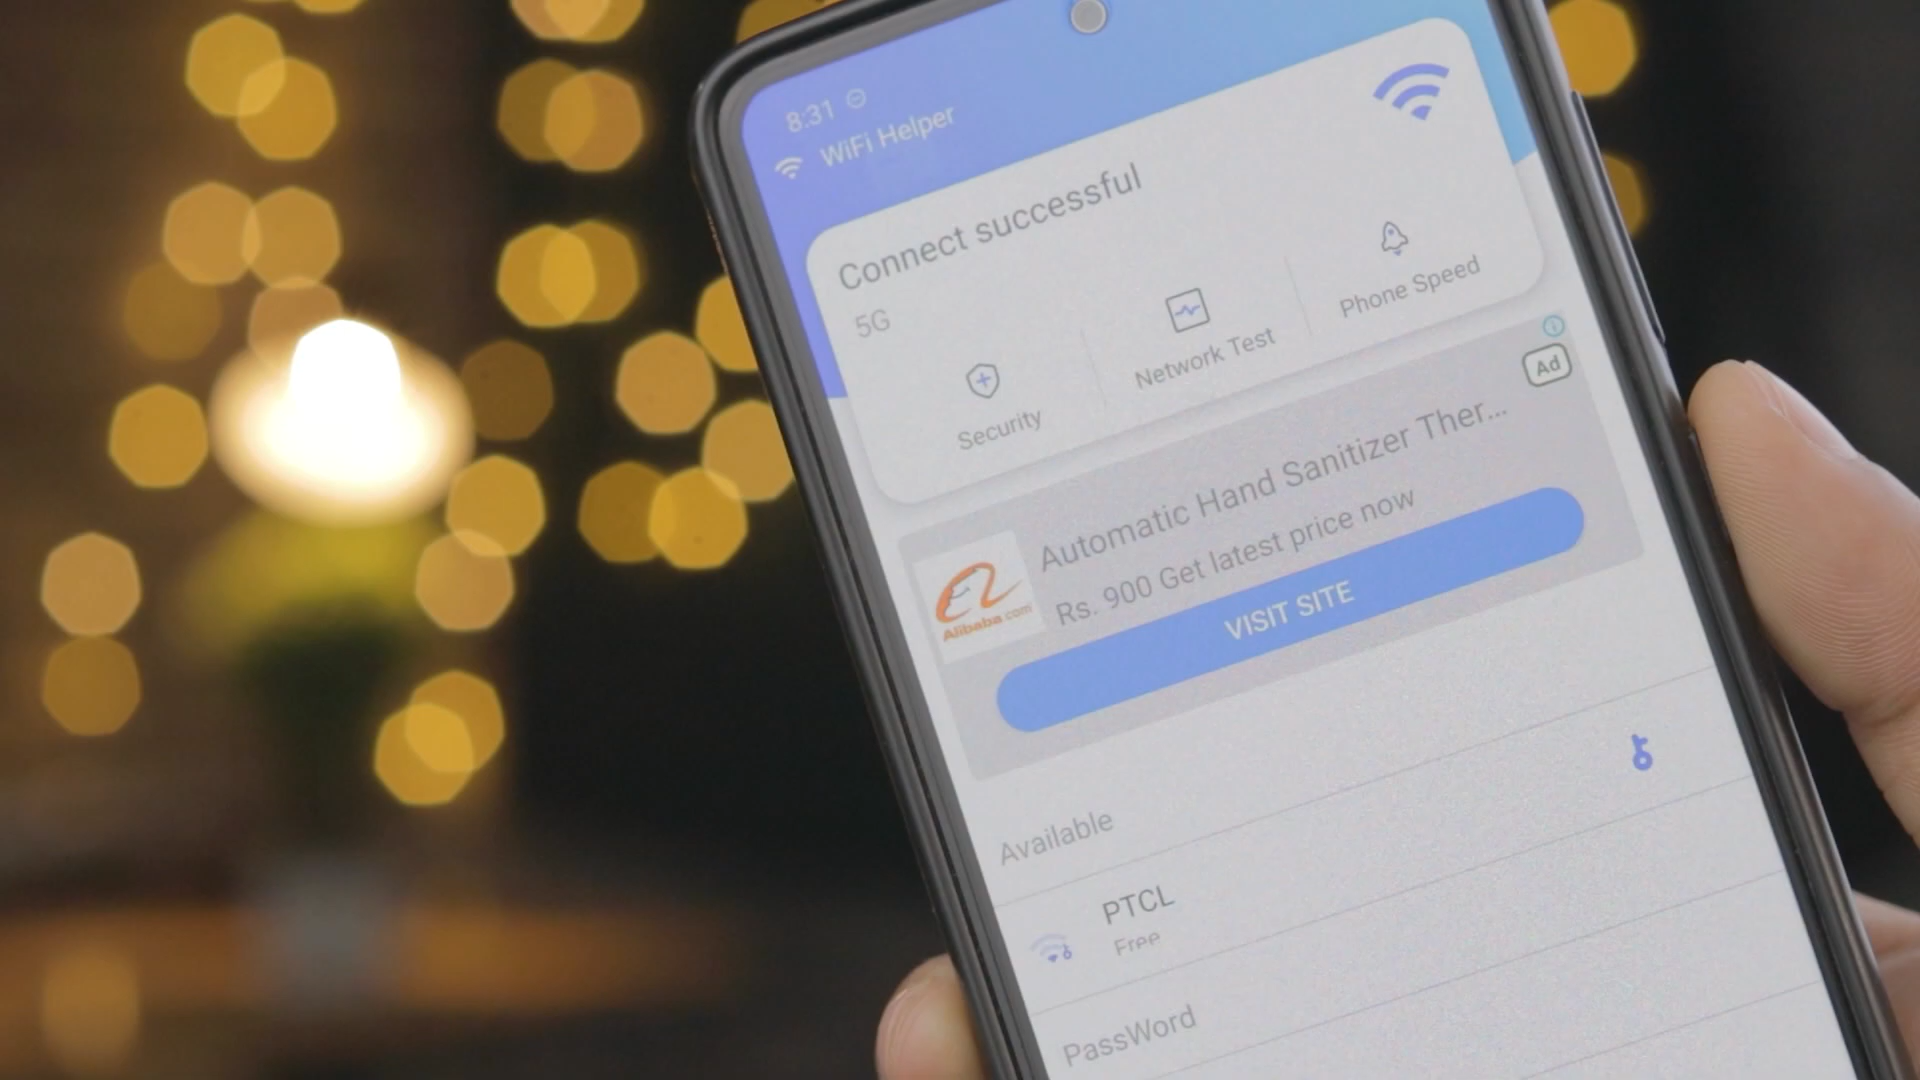 8:31
WiFi Helper
Connect successful
5G
Security
Network Test
Phone Speed
Ad
Automatic Hand Sanitizer Ther...
Rs. 900 Get latest price now
Alibaba.com
VISIT SITE
Available
PTCL
Free
PassWord